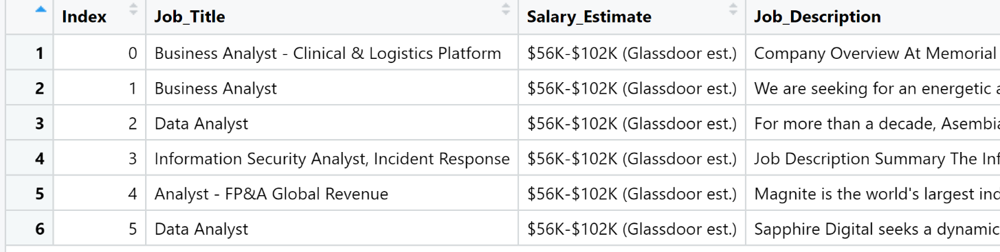 Index Job_Title Salary_Estimate Job_Description
1 0 Business Analyst - Clinical & Logistics Platform $56K-$102K (Glassdoor est.) Company Overview At Memorial
2 1 Business Analyst $56K-$102K (Glassdoor est.) We are seeking for an energetic
3 2 Data Analyst $56K-$102K (Glassdoor est.) For more than a decade, Asembia
4 3 Information Security Analyst, Incident Response $56K-$102K (Glassdoor est.) Job Description Summary The Inf
5 4 Analyst - FP&A Global Revenue $56K-$102K (Glassdoor est.) Magnite is the world's largest ind
6 5 Data Analyst $56K-$102K (Glassdoor est.) Sapphire Digital seeks a dynamic